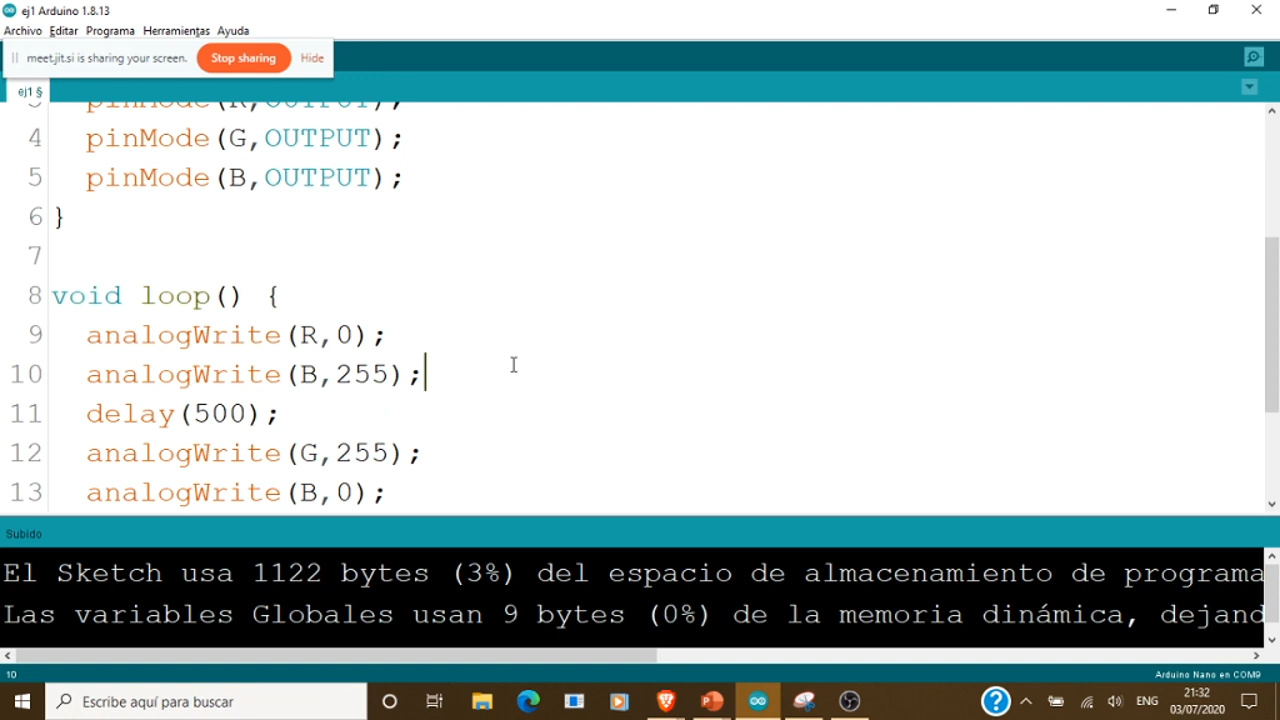 ej1 Arduino 1.8.13
Archivo Editar Programa Herramientas Ayuda
meet.jit.si is sharing your screen. Stop sharing Hide
ej1 §
3 pinMode(R,OUTPUT);
4 pinMode(G,OUTPUT);
5 pinMode(B,OUTPUT);
6 }
7
8 void loop() {
9 analogWrite(R,0);
10 analogWrite(B,255);
11 delay(500);
12 analogWrite(G,255);
13 analogWrite(B,0);
Subido
El Sketch usa 1122 bytes (3%) del espacio de almacenamiento de programa
Las variables Globales usan 9 bytes (0%) de la memoria dinámica, dejand
10 Arduino Nano en COM9
Escribe aquí para buscar
ENG 21:32
03/07/2020